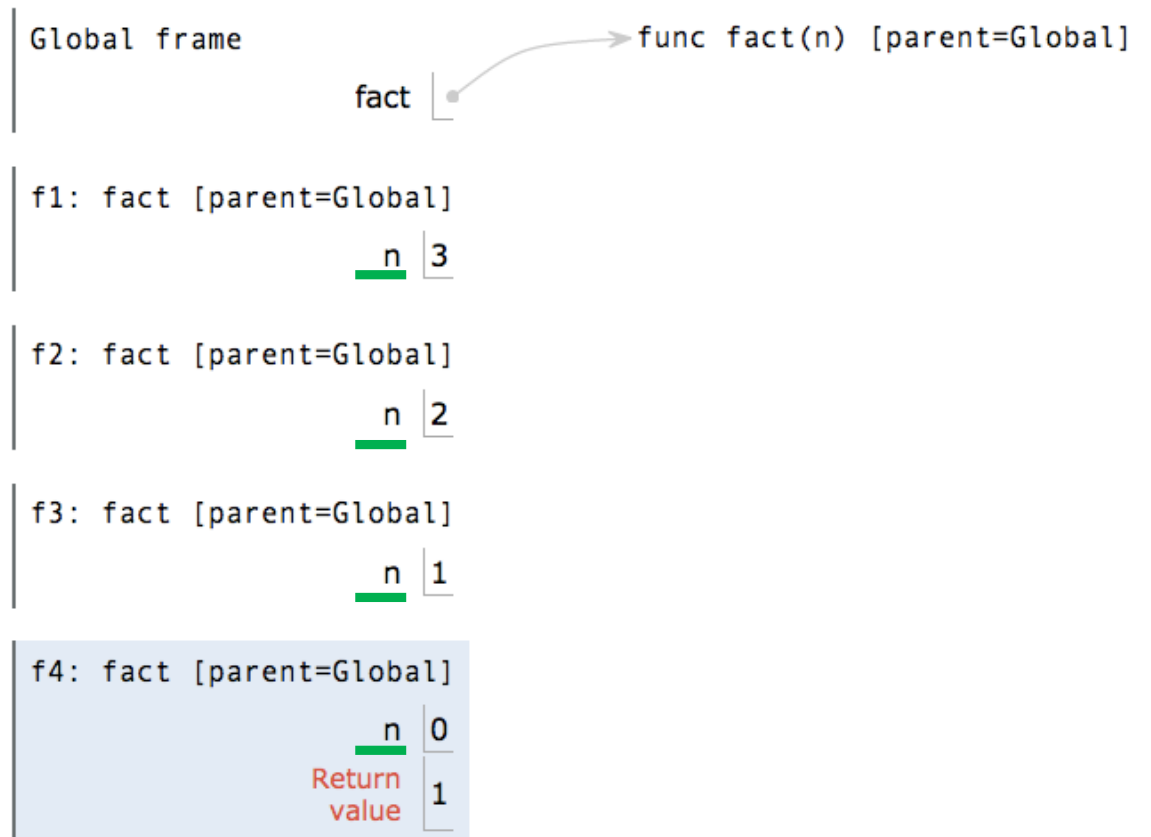 Global frame
func fact(n) [parent=Global]
fact
f1: fact [parent=Global]
n 3
f2: fact [parent=Global]
n 2
f3: fact [parent=Global]
n 1
f4: fact [parent=Global]
n 0
Return
value 1